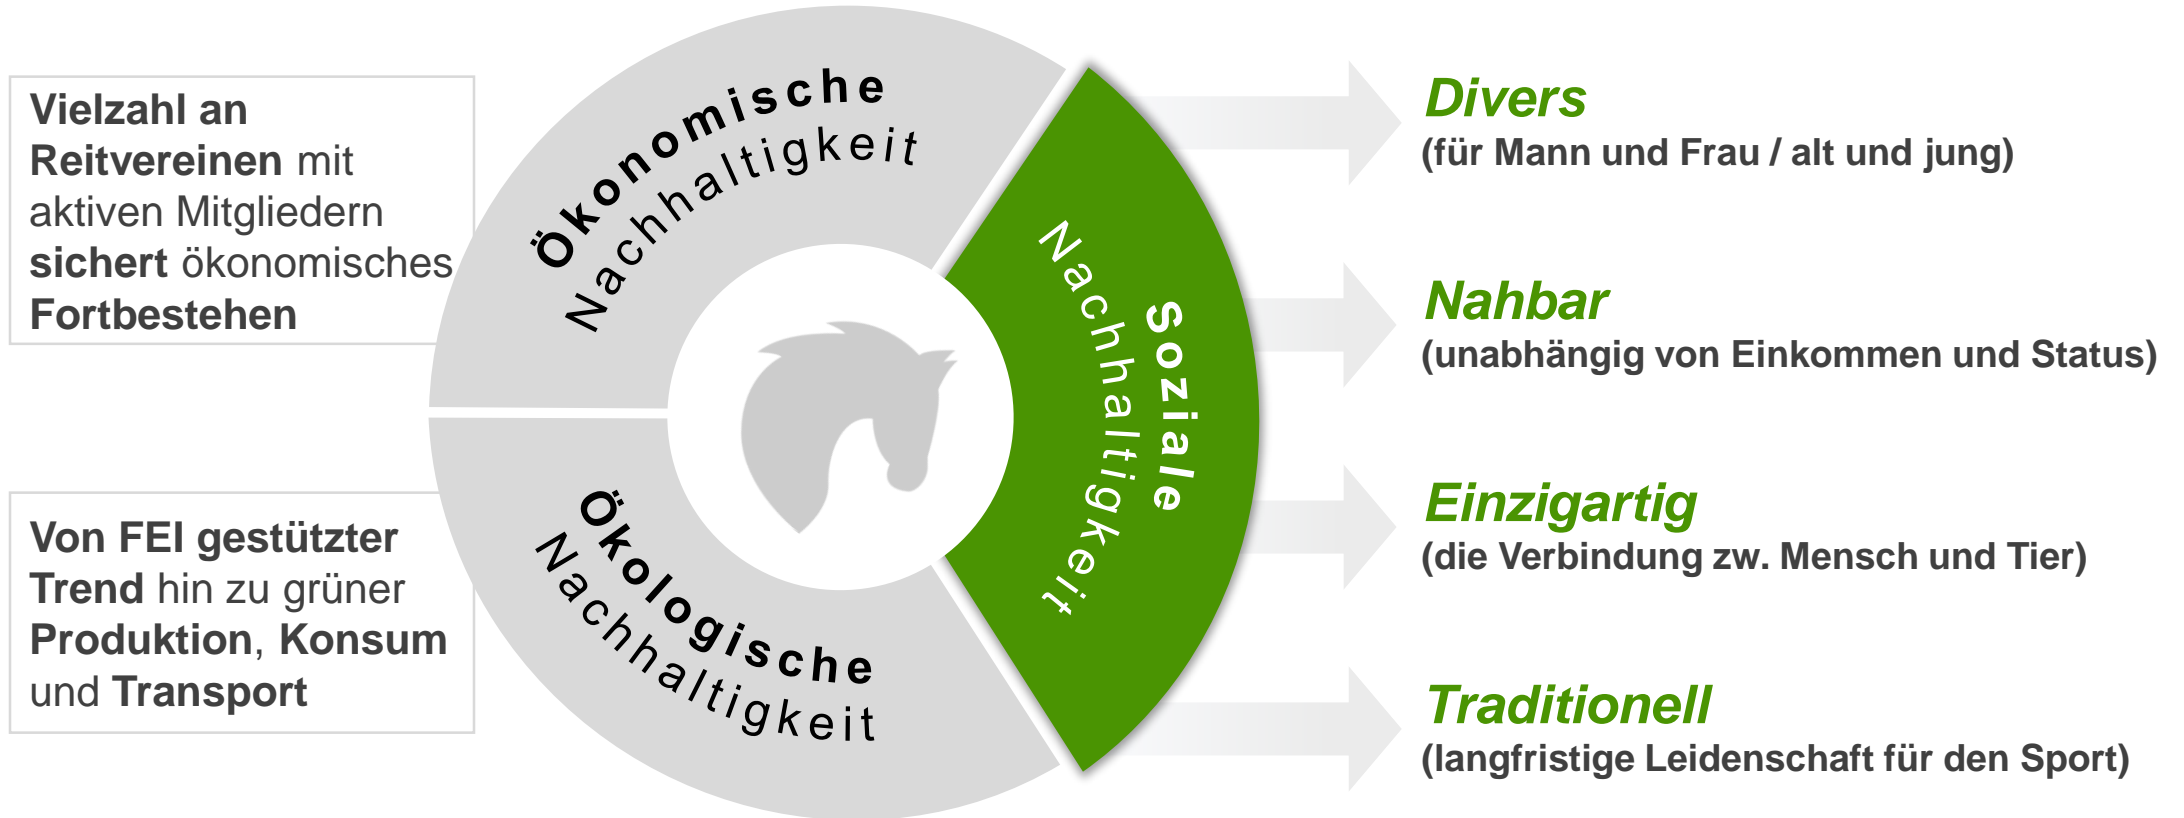 Vielzahl an
Reitvereinen mit
aktiven Mitgliedern
sichert ökonomisches
Fortbestehen
Von FEI gestützter
Trend hin zu grüner
Produktion, Konsum
und Transport
Ökonomische
Nachhaltigkeit
Ökologische
Nachhaltigkeit
Soziale
Nachhaltigkeit
Divers
(für Mann und Frau / alt und jung)
Nahbar
(unabhängig von Einkommen und Status)
Einzigartig
(die Verbindung zw. Mensch und Tier)
Traditionell
(langfristige Leidenschaft für den Sport)